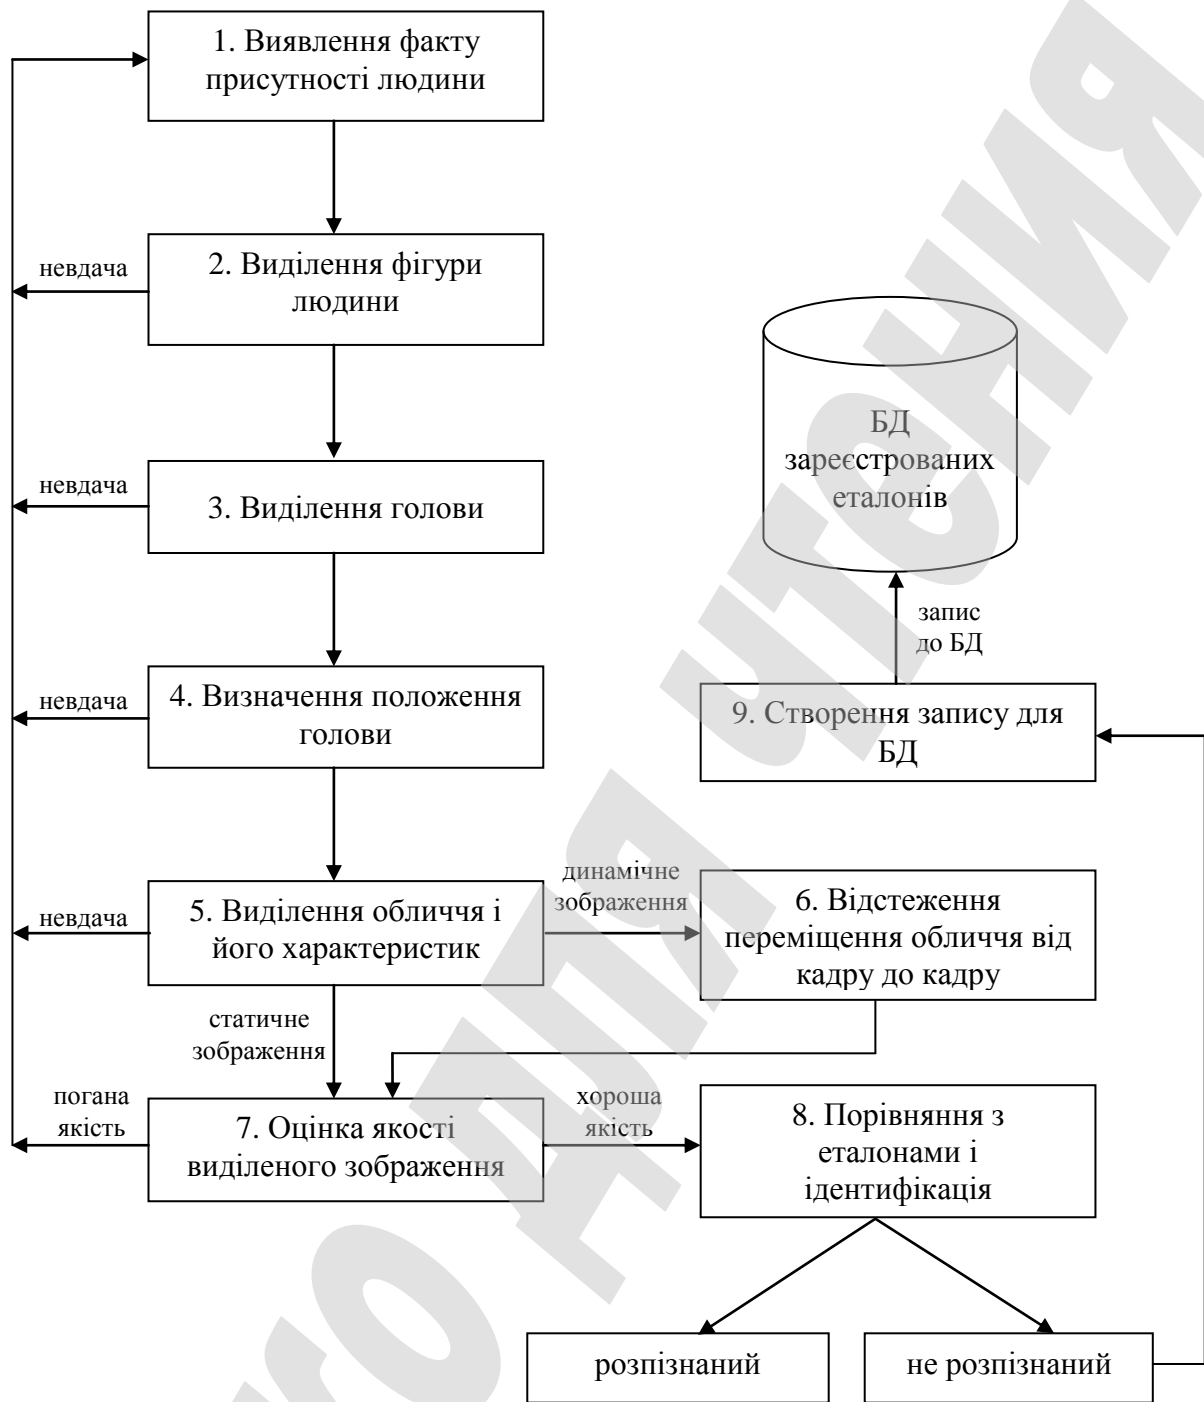 1. Виявлення факту
присутності людини
невдача
2. Виділення фігури
людини
БД
зареєстрованих
еталонів
невдача
3. Виділення голови
запис
до БД
невдача
4. Визначення положення
голови
9. Створення запису для
БД
динамічне
зображення
невдача
5. Виділення обличчя і
його характеристик
6. Відстеження
переміщення обличчя від
кадру до кадру
статичне
зображення
погана
якість
7. Оцінка якості
виділеного зображення
хороша
якість
8. Порівняння з
еталонами і
ідентифікація
розпізнаний
не розпізнаний
го для чтения